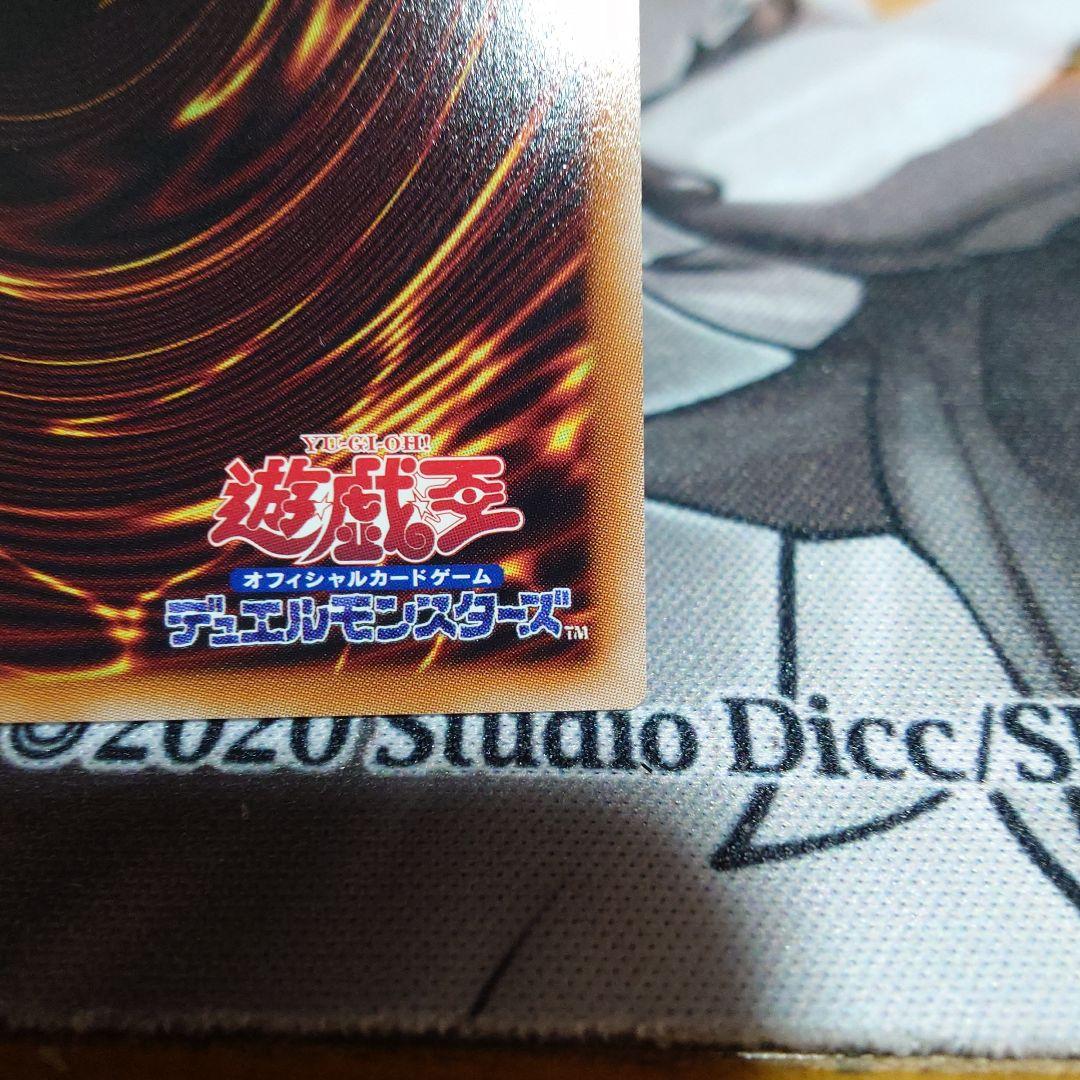 YU-GI-OH!
遊戯王
オフィシャルカードゲーム
デュエルモンスターズ™
©2020 Studio Dicc/S